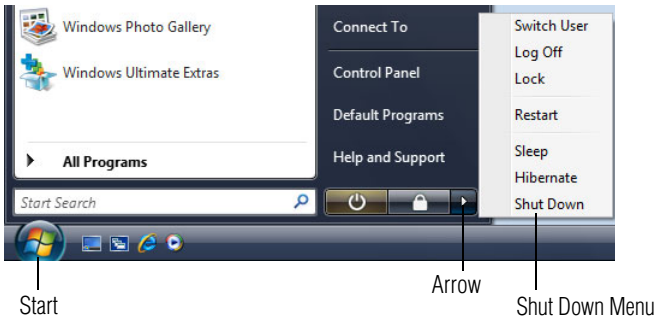 Windows Photo Gallery
Windows Ultimate Extras
All Programs
Start Search
Connect To
Control Panel
Default Programs
Help and Support
Switch User
Log Off
Lock
Restart
Sleep
Hibernate
Shut Down
Start
Arrow
Shut Down Menu